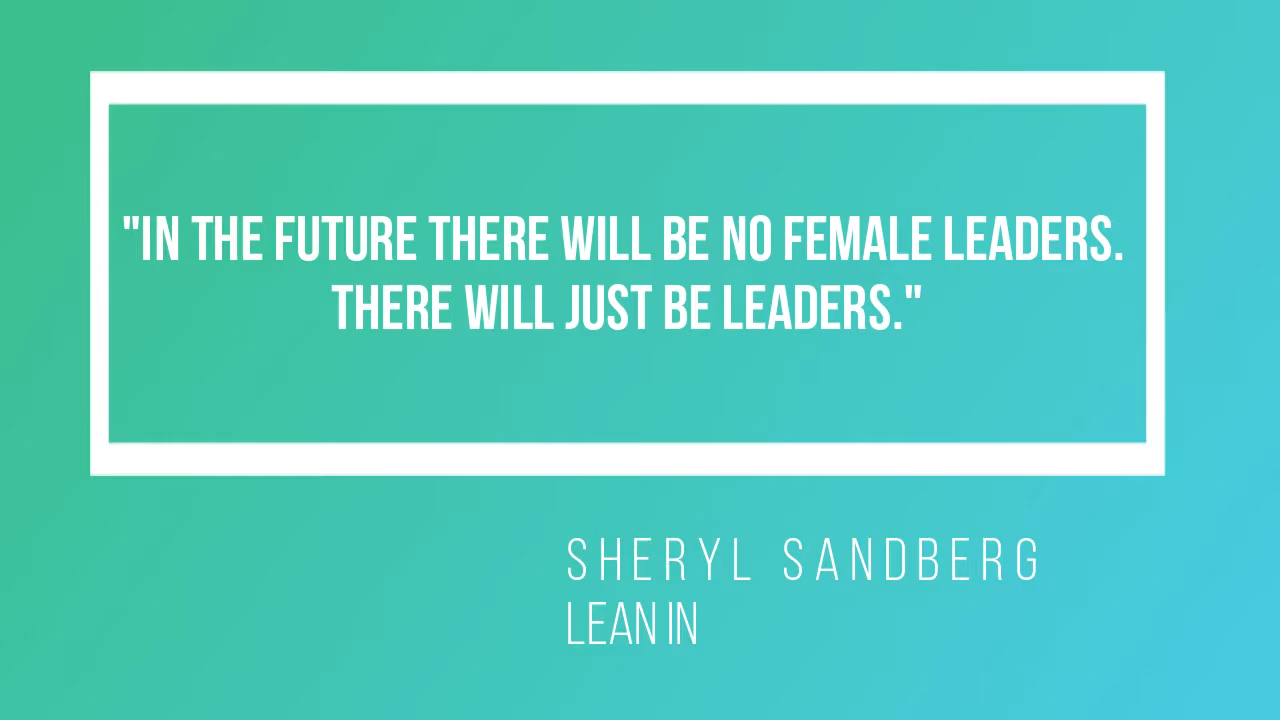 "IN THE FUTURE THERE WILL BE NO FEMALE LEADERS.
THERE WILL JUST BE LEADERS."
SHERYL SANDBERG
LEAN IN